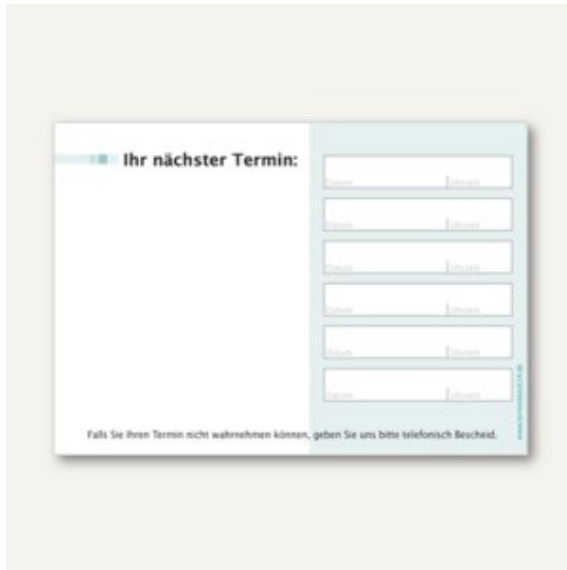 Ihr nächster Termin:
Datum Uhrzeit
Datum Uhrzeit
Datum Uhrzeit
Datum Uhrzeit
Datum Uhrzeit
Datum Uhrzeit
Falls Sie Ihren Termin nicht wahrnehmen können, geben Sie uns bitte telefonisch Bescheid.